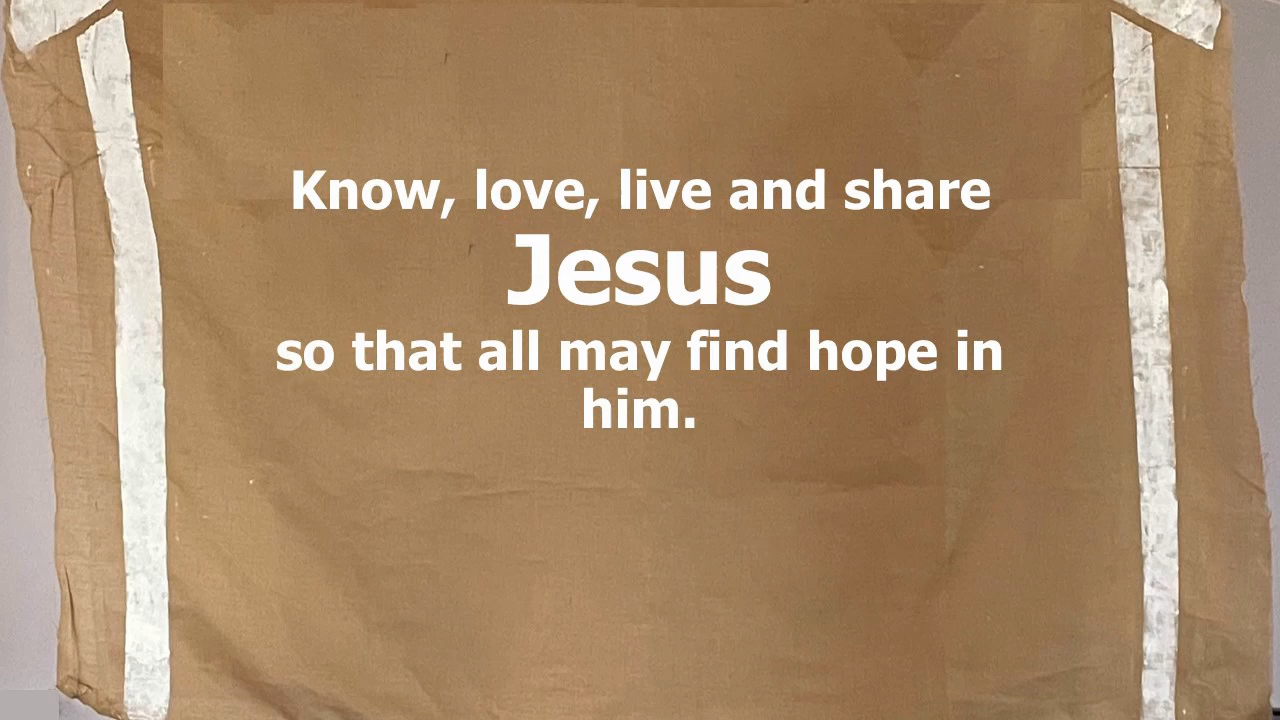 Know, love, live and share
Jesus
so that all may find hope in
him.